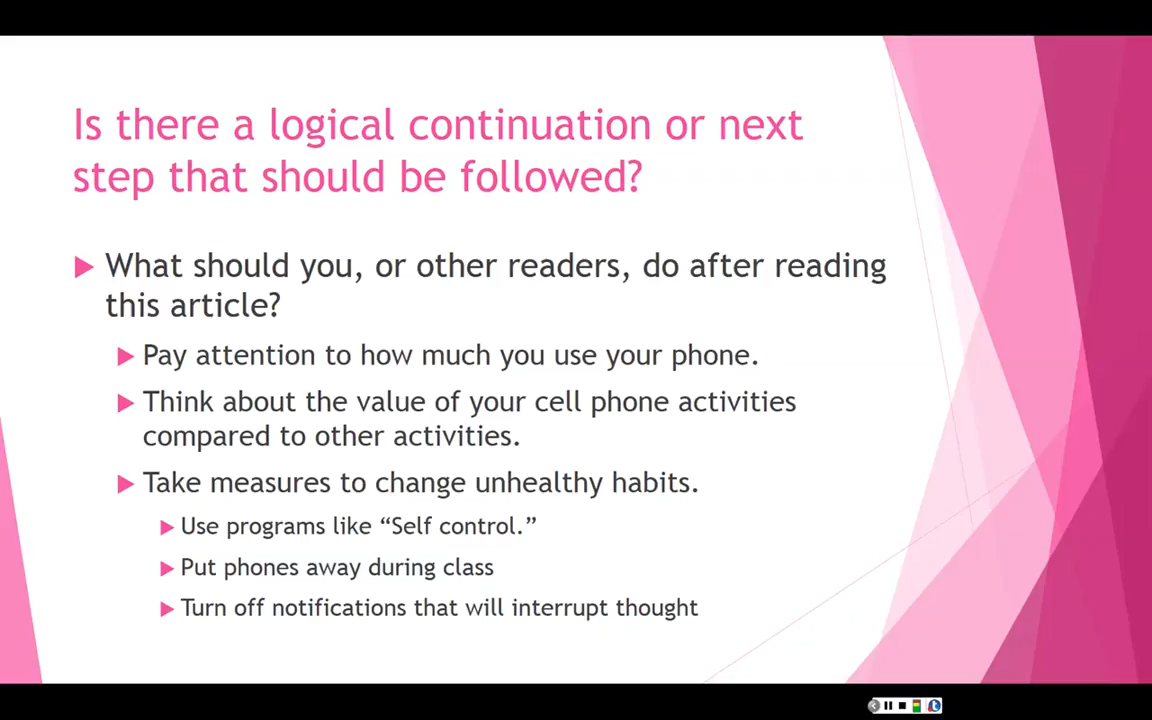 Is there a logical continuation or next
step that should be followed?
What should you, or other readers, do after reading
this article?
Pay attention to how much you use your phone.
Think about the value of your cell phone activities
compared to other activities.
Take measures to change unhealthy habits.
Use programs like “Self control.”
Put phones away during class
Turn off notifications that will interrupt thought